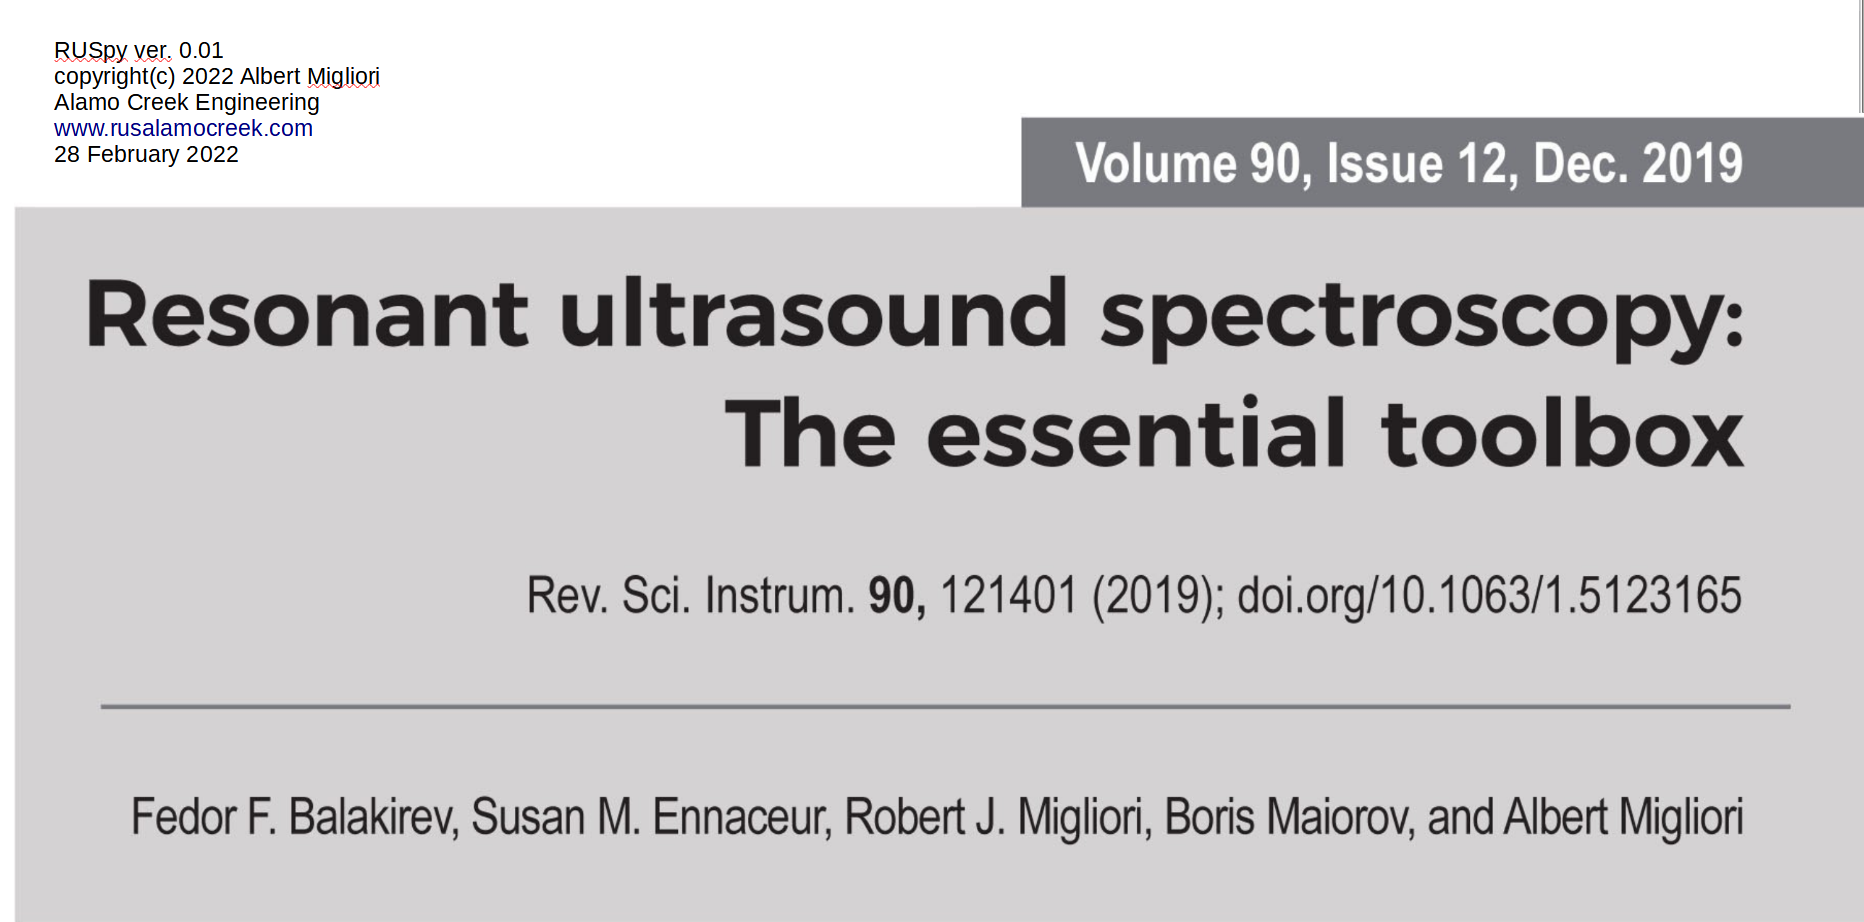 RUSpy ver. 0.01
copyright(c) 2022 Albert Migliori
Alamo Creek Engineering
www.rusalamocreek.com
28 February 2022
Volume 90, Issue 12, Dec. 2019
Resonant ultrasound spectroscopy:
The essential toolbox
Rev. Sci. Instrum. 90, 121401 (2019); doi.org/10.1063/1.5123165
Fedor F. Balakirev, Susan M. Ennaceur, Robert J. Migliori, Boris Maiorov, and Albert Migliori